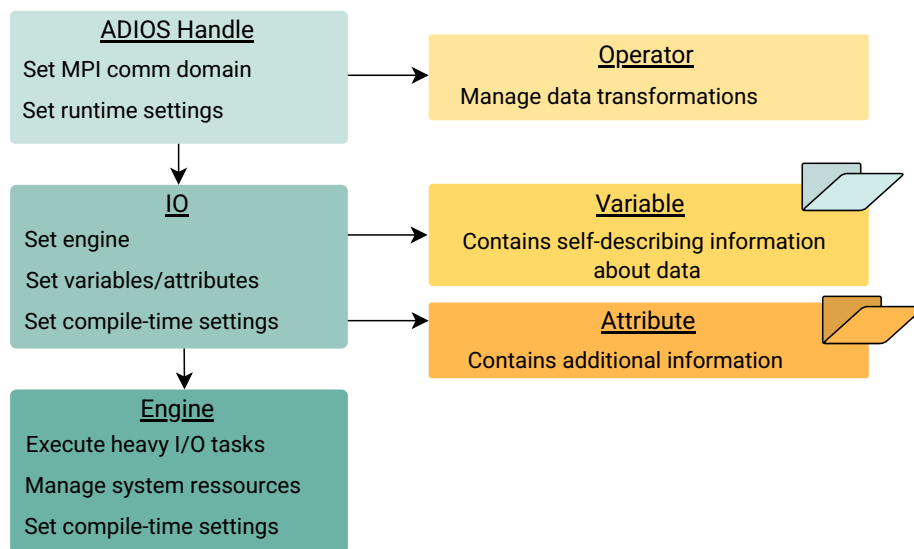 ADIOS Handle
Set MPI comm domain
Set runtime settings
Operator
Manage data transformations
IO
Set engine
Set variables/attributes
Set compile-time settings
Variable
Contains self-describing information
about data
Attribute
Contains additional information
Engine
Execute heavy I/O tasks
Manage system ressources
Set compile-time settings